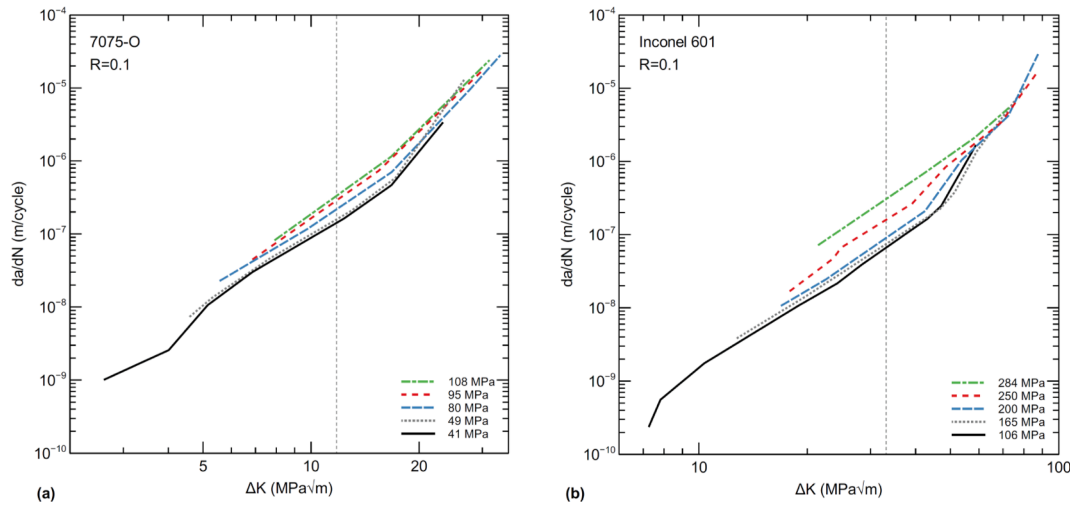 7075-O
R=0.1
da/dN (m/cycle)
10⁻⁴
10⁻⁵
10⁻⁶
10⁻⁷
10⁻⁸
10⁻⁹
10⁻¹⁰
108 MPa
95 MPa
80 MPa
49 MPa
41 MPa
5
10
20
ΔK (MPa√m)
(a)
Inconel 601
R=0.1
da/dN (m/cycle)
10⁻⁴
10⁻⁵
10⁻⁶
10⁻⁷
10⁻⁸
10⁻⁹
10⁻¹⁰
284 MPa
250 MPa
200 MPa
165 MPa
106 MPa
10
100
ΔK (MPa√m)
(b)